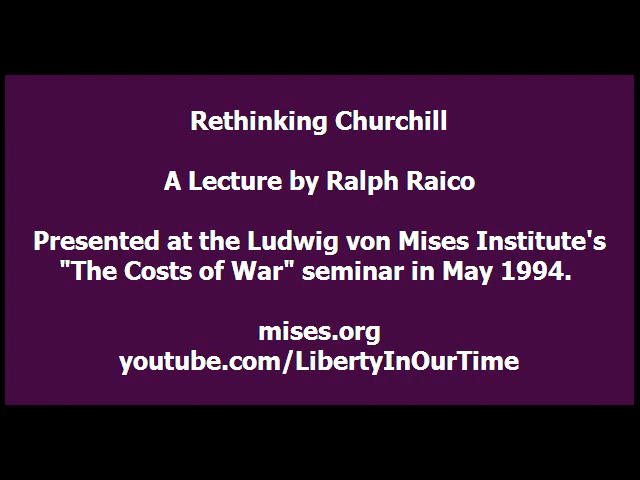 Rethinking Churchill
A Lecture by Ralph Raico
Presented at the Ludwig von Mises Institute's
"The Costs of War" seminar in May 1994.
mises.org
youtube.com/LibertyInOurTime